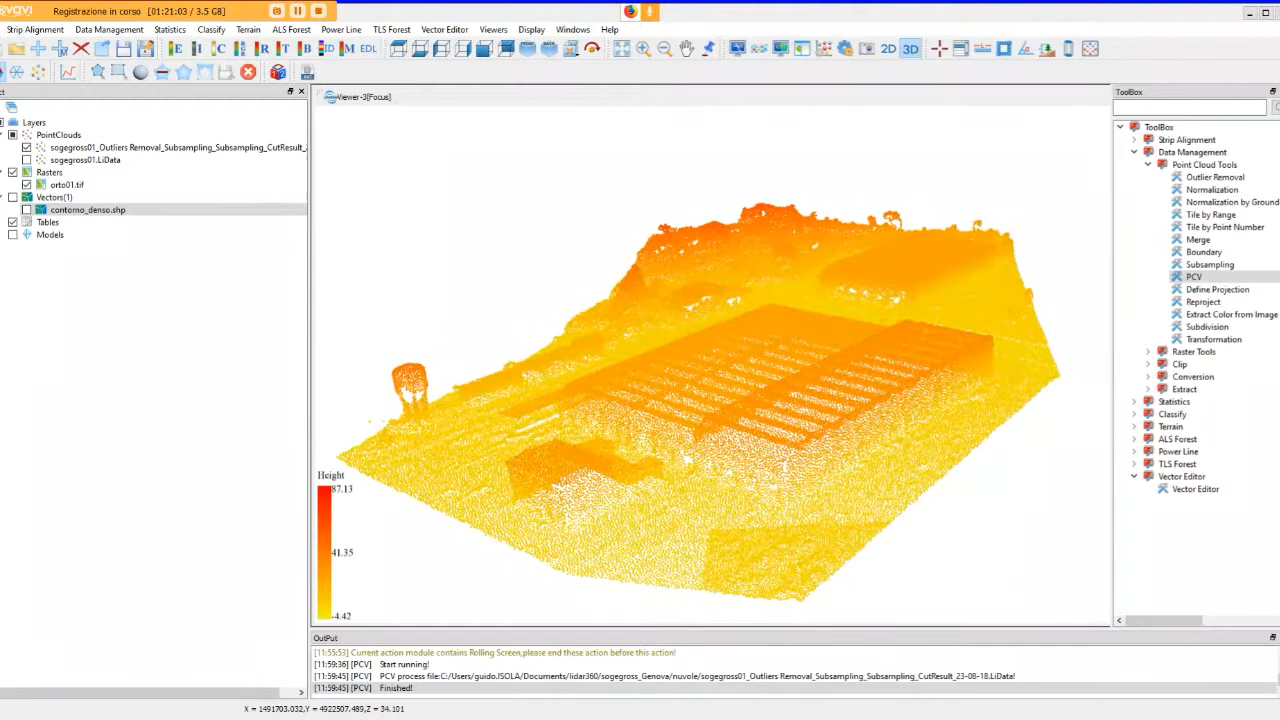 Registrazione in corso [01:21:03 / 3.5 GB]
Strip Alignment Data Management Statistics Classify Terrain ALS Forest Power Line TLS Forest Vector Editor Viewers Display Windows Help
E I C R T B ID M EDL 2D 3D
ct
Layers
PointClouds
sogegross01_Outliers Removal_Subsampling_Subsampling_CutResult_2
sogegross01.LiData
Rasters
orto01.tif
Vectors(1)
contorno_denso.shp
Tables
Models
Viewer-3[Focus]
Height
87.13
41.35
-4.42
ToolBox
ToolBox
Strip Alignment
Data Management
Point Cloud Tools
Outlier Removal
Normalization
Normalization by Ground
Tile by Range
Tile by Point Number
Merge
Boundary
Subsampling
PCV
Define Projection
Reproject
Extract Color from Image
Subdivision
Transformation
Raster Tools
Clip
Conversion
Extract
Statistics
Classify
Terrain
ALS Forest
Power Line
TLS Forest
Vector Editor
Vector Editor
OutPut
[11:55:53] Current action module contains Rolling Screen,please end these action before this action!
[11:59:36] [PCV] Start running!
[11:59:45] [PCV] PCV process file:C:/Users/guido.ISOLA/Documents/lidar360/sogegross_Genova/nuvole/sogegross01_Outliers Removal_Subsampling_Subsampling_CutResult_23-08-18.LiData!
[11:59:45] [PCV] Finished!
X = 1491703.032,Y = 4922507.489,Z = 34.101